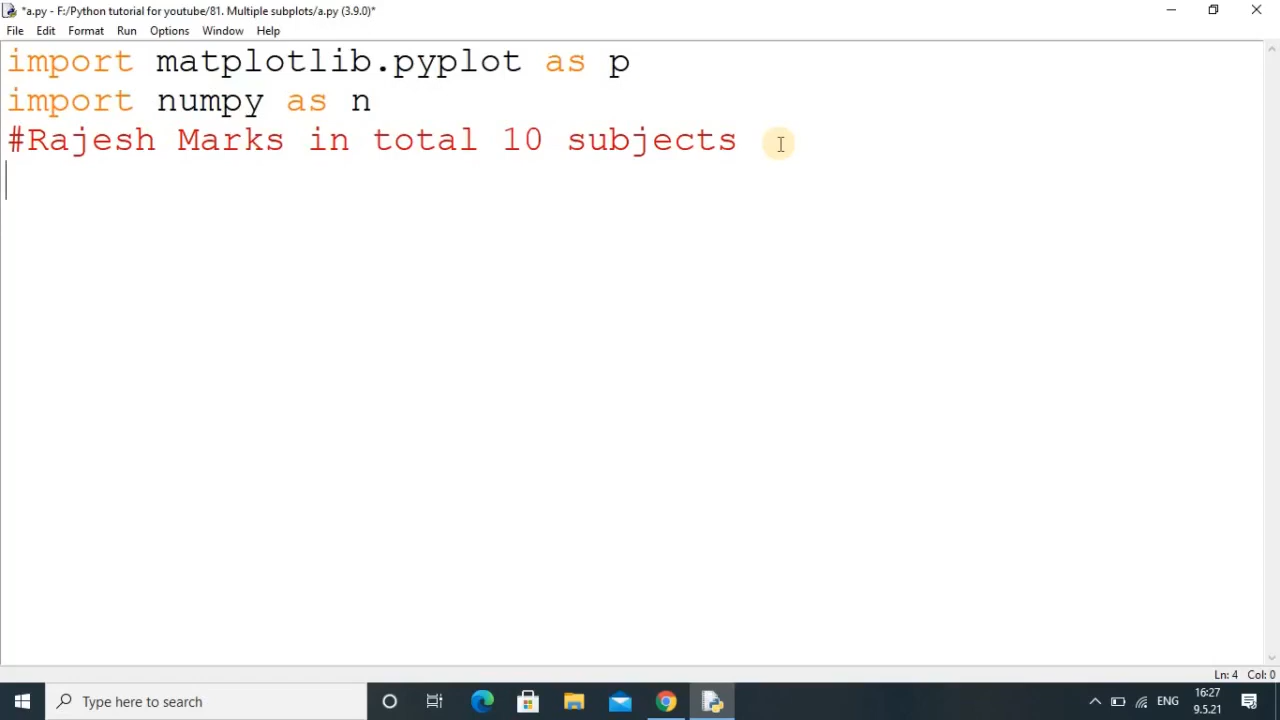 *a.py - F:/Python tutorial for youtube/81. Multiple subplots/a.py (3.9.0)*
File Edit Format Run Options Window Help
import matplotlib.pyplot as p
import numpy as n
#Rajesh Marks in total 10 subjects
Ln: 4 Col: 0
Type here to search
ENG
16:27
9.5.21